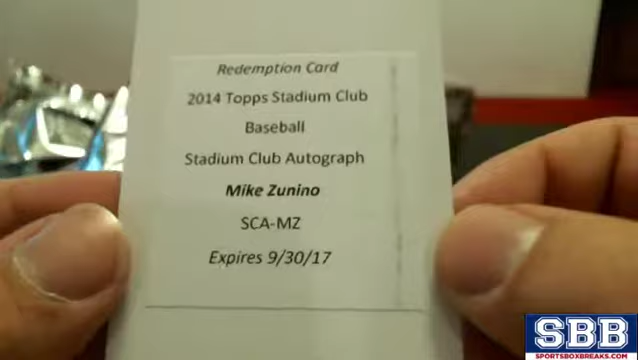 Redemption Card
2014 Topps Stadium Club
Baseball
Stadium Club Autograph
Mike Zunino
SCA-MZ
Expires 9/30/17
SBB
SPORTSBOXBREAKS.COM